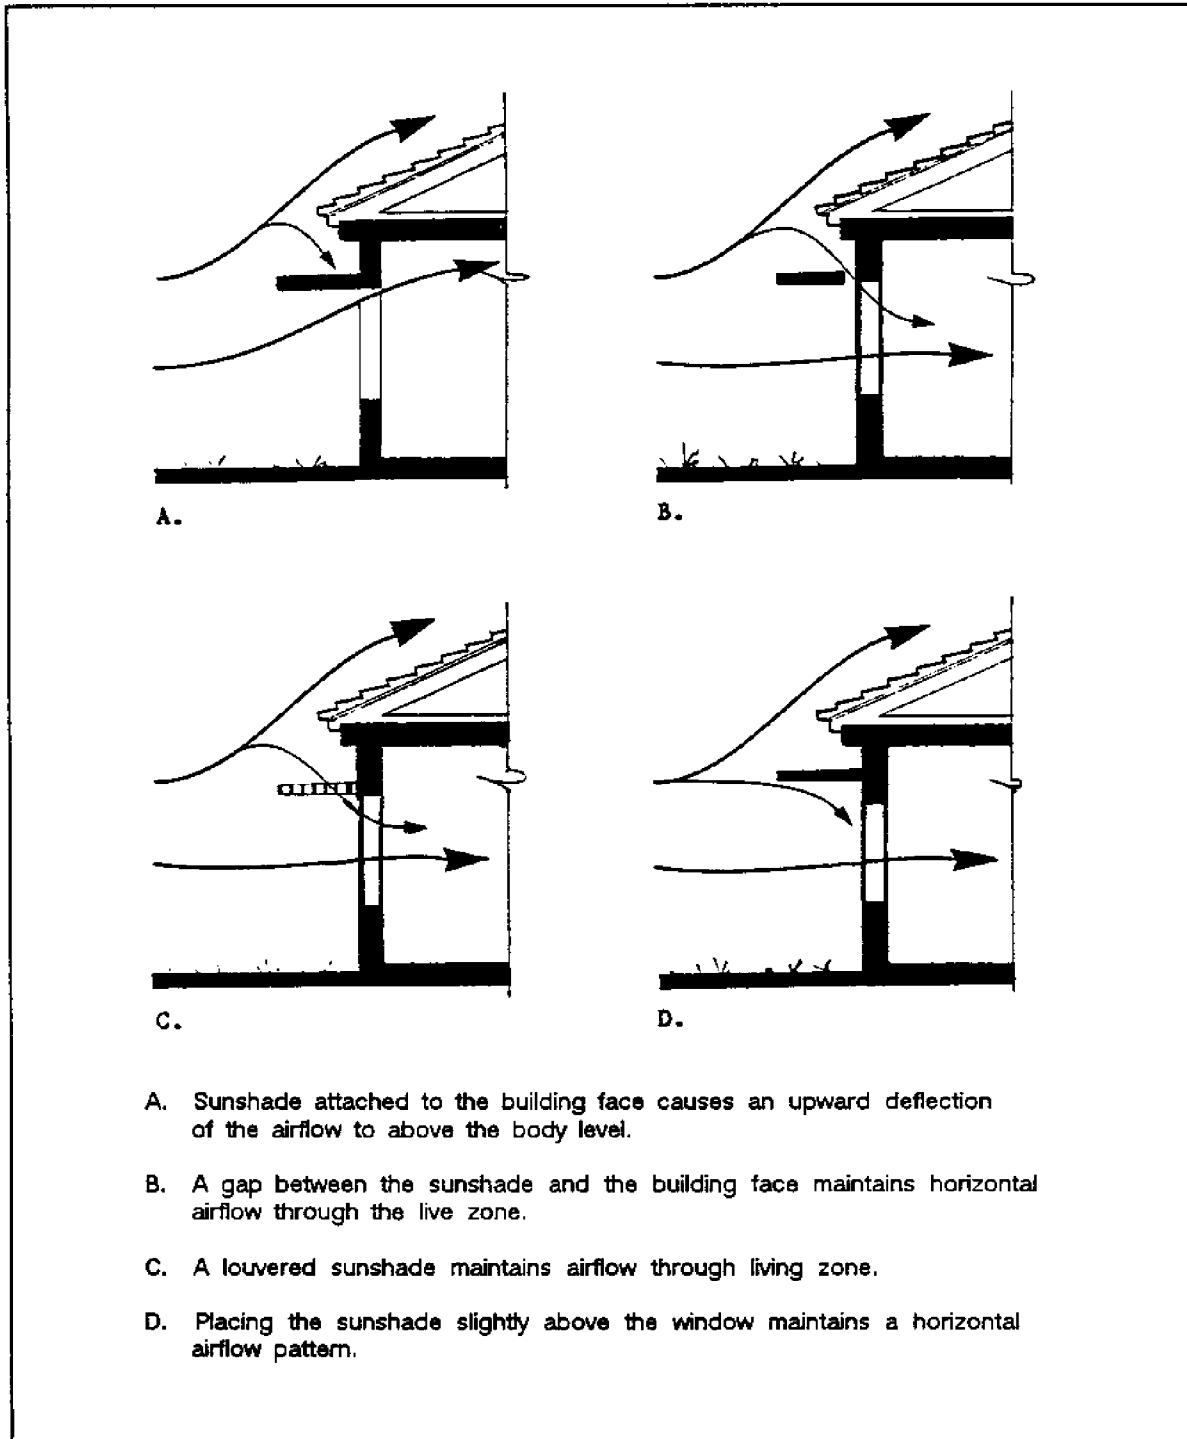 A.
B.
C.
D.
A. Sunshade attached to the building face causes an upward deflection
of the airflow to above the body level.
B. A gap between the sunshade and the building face maintains horizontal
airflow through the live zone.
C. A louvered sunshade maintains airflow through living zone.
D. Placing the sunshade slightly above the window maintains a horizontal
airflow pattern.